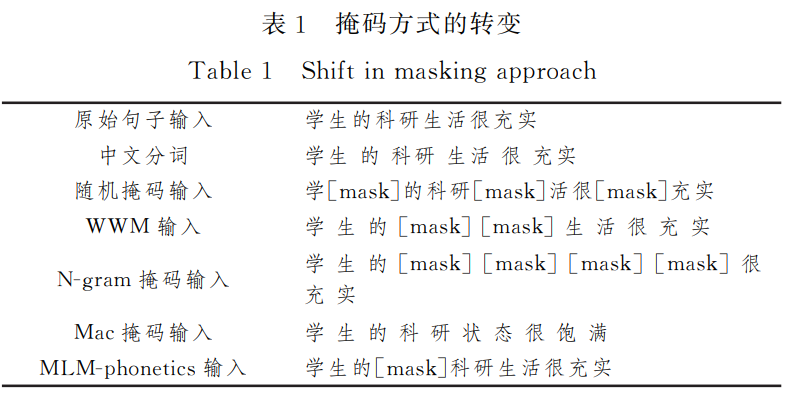 表1 掩码方式的转变
Table 1 Shift in masking approach
原始句子输入 学生的科研生活很充实
中文分词 学生 的 科研 生活 很 充实
随机掩码输入 学[mask]的科研[mask]活很[mask]充实
WWM 输入 学 生 的 [mask] [mask] 生 活 很 充 实
N-gram 掩码输入 学 生 的 [mask] [mask] [mask] [mask] 很
充 实
Mac 掩码输入 学 生 的 科 研 状 态 很 饱 满
MLM-phonetics 输入 学生的[mask]科研生活很充实